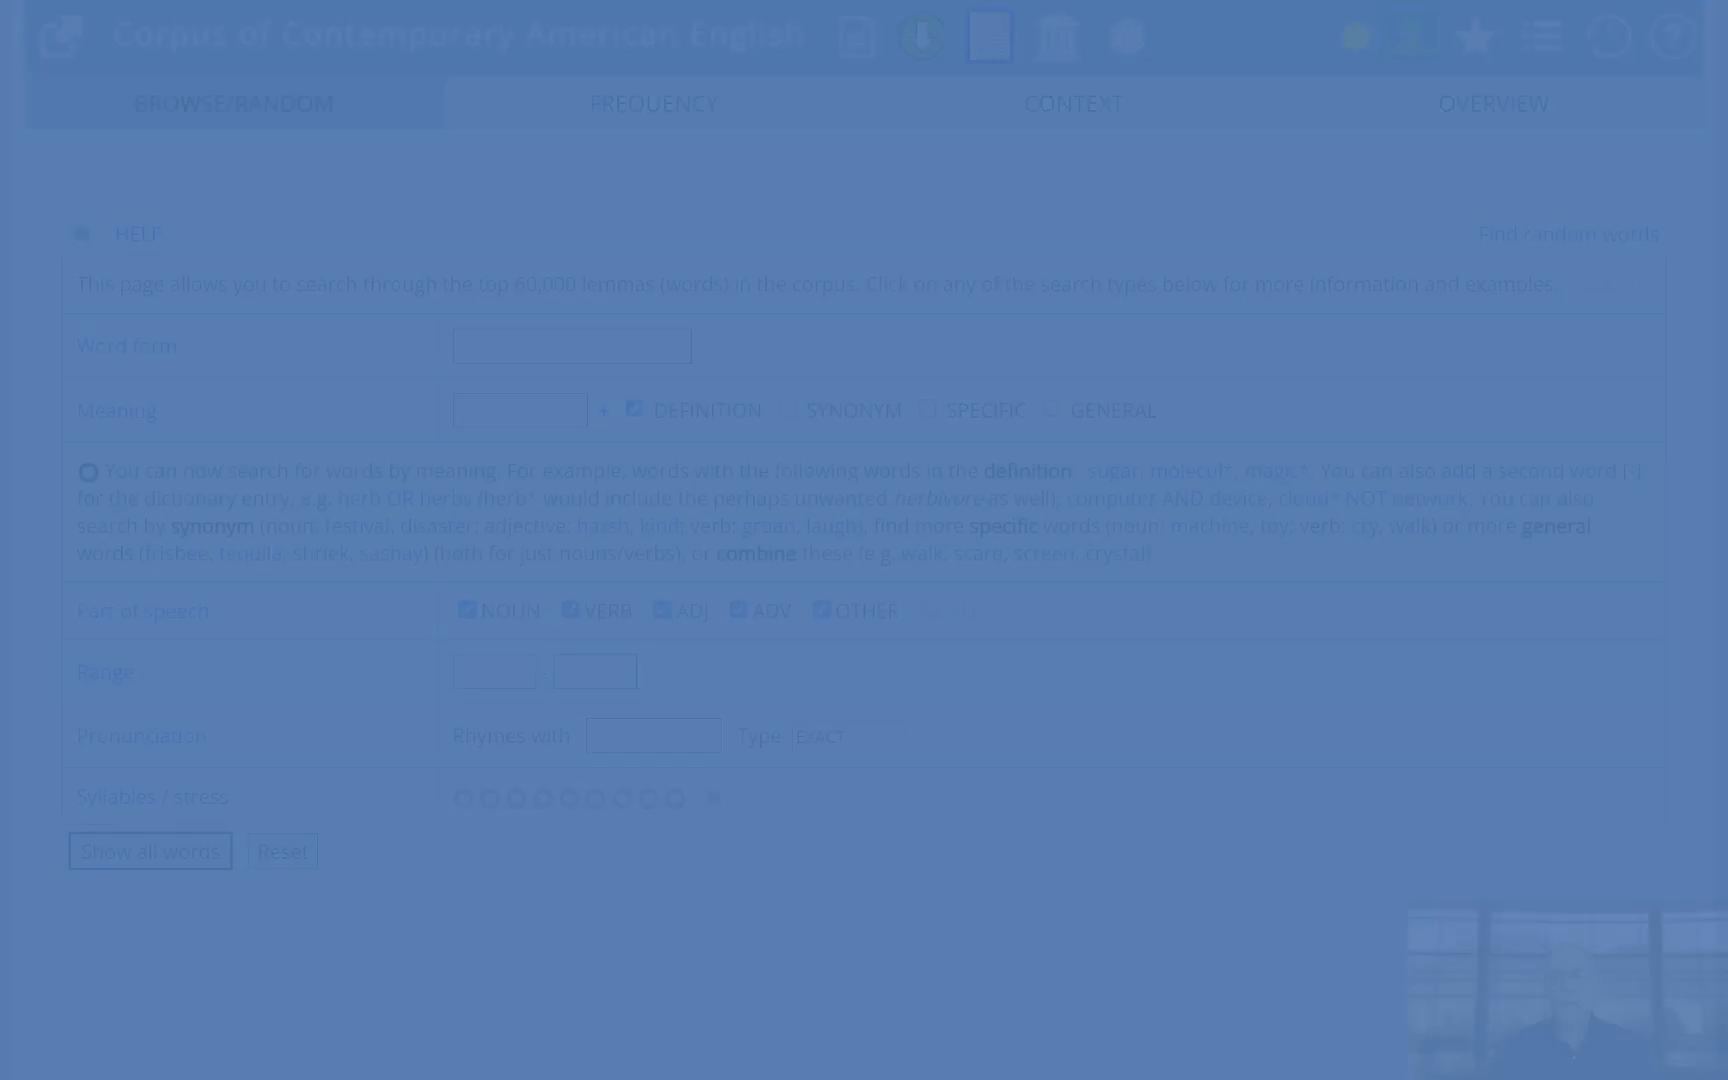 Corpus of Contemporary American English
BROWSE/RANDOM FREQUENCY CONTEXT OVERVIEW
HELP Find random words
This page allows you to search through the top 60,000 lemmas (words) in the corpus. Click on any of the search types below for more information and examples.
Word form
Meaning + DEFINITION SYNONYM SPECIFIC GENERAL
You can now search for words by meaning. For example, words with the following words in the definition: sugar, molecul*, magic*. You can also add a second word [ ]
for the dictionary entry, e.g. herb OR herbs (herb* would include the perhaps unwanted herbivore as well), computer AND device, cloud* NOT network. You can also
search by synonym (noun: festival, disaster; adjective: harsh, kind; verb: groan, laugh), find more specific words (noun: machine, toy; verb: cry, walk) or more general
words (frisbee, tequila, shriek, sashay) (both for just nouns/verbs), or combine these (e.g. walk, scare, screen, crystal)
Part of speech NOUN VERB ADJ ADV OTHER
Range -
Pronunciation Rhymes with Type EXACT
Syllables / stress
Show all words Reset